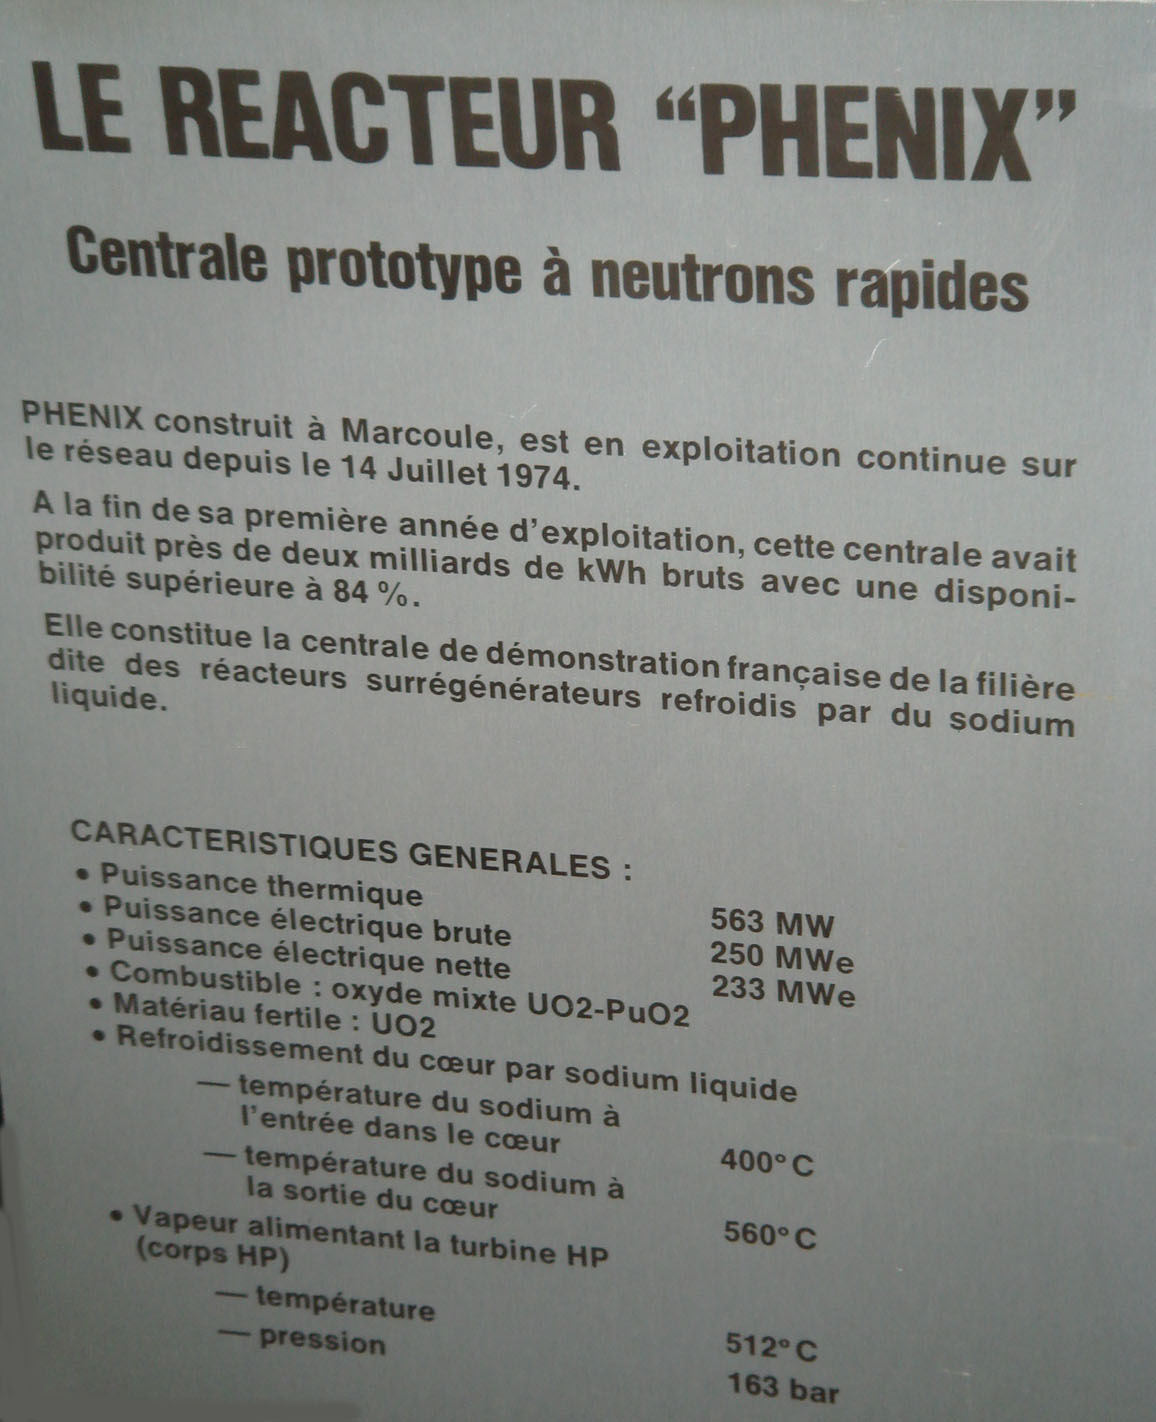 LE REACTEUR “PHENIX”
Centrale prototype à neutrons rapides
PHENIX construit à Marcoule, est en exploitation continue sur
le réseau depuis le 14 Juillet 1974.
A la fin de sa première année d'exploitation, cette centrale avait
produit près de deux milliards de kWh bruts avec une disponi-
bilité supérieure à 84 %.
Elle constitue la centrale de démonstration française de la filière
dite des réacteurs surrégénérateurs refroidis par du sodium
liquide.
CARACTERISTIQUES GENERALES :
• Puissance thermique 563 MW
• Puissance électrique brute 250 MWe
• Puissance électrique nette 233 MWe
• Combustible : oxyde mixte UO2-PuO2
• Matériau fertile : UO2
• Refroidissement du cœur par sodium liquide
— température du sodium à
l'entrée dans le cœur 400°C
— température du sodium à
la sortie du cœur 560°C
• Vapeur alimentant la turbine HP
(corps HP)
— température 512°C
— pression 163 bar